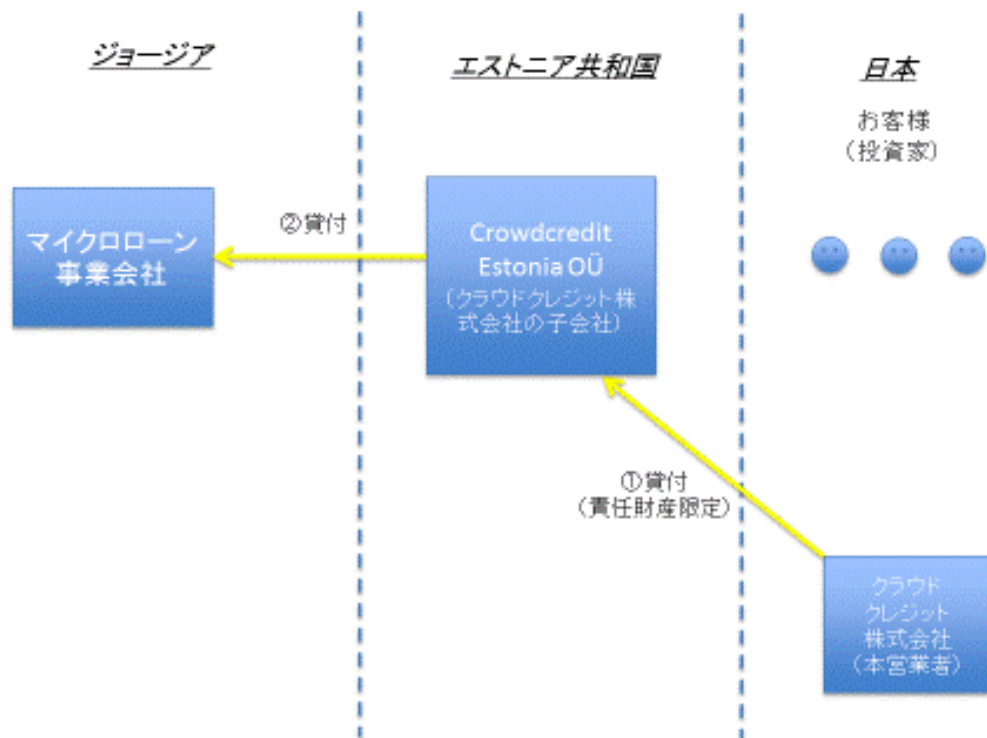 ジョージア
エストニア共和国
日本
お客様
（投資家）
マイクロローン
事業会社
②貸付
Crowdcredit
Estonia OÜ
（クラウドクレジット株
式会社の子会社）
①貸付
（責任財産限定）
クラウド
クレジット
株式会社
（本営業者）